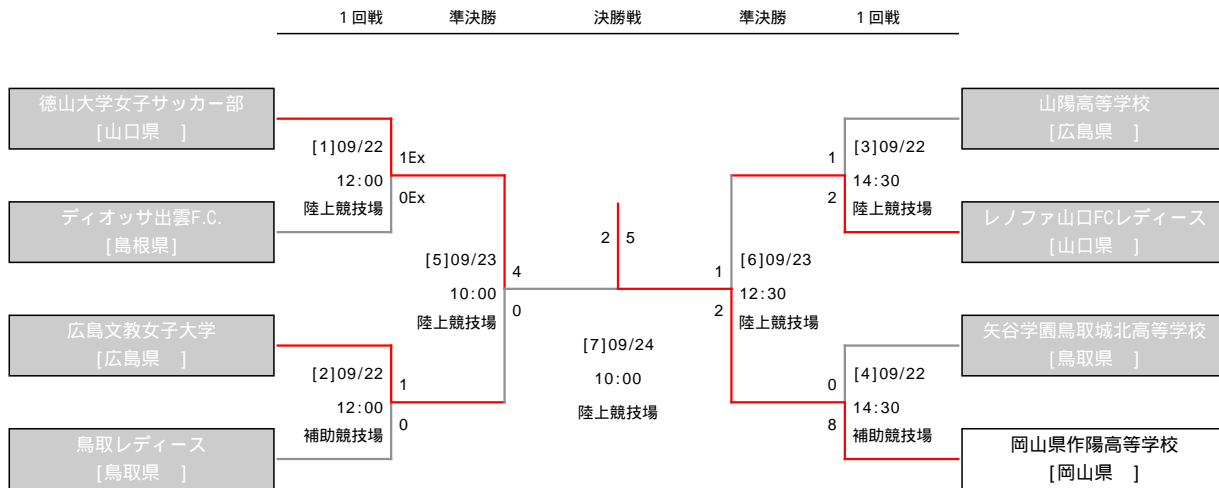 1回戦 準決勝 決勝戦 準決勝 1回戦
徳山大学女子サッカー部
[山口県 ]
[1]09/22
1Ex
12:00
0Ex
陸上競技場
ディオッサ出雲F.C.
[島根県]
[5]09/23
4
10:00
0
陸上競技場
広島文教女子大学
[広島県 ]
[2]09/22
1
12:00
0
補助競技場
鳥取レディース
[鳥取県 ]
2 5
[7]09/24
10:00
陸上競技場
山陽高等学校
[広島県 ]
1
[3]09/22
14:30
2
陸上競技場
レノファ山口FCレディース
[山口県 ]
1
[6]09/23
12:30
2
陸上競技場
矢谷学園鳥取城北高等学校
[鳥取県 ]
0
[4]09/22
14:30
8
補助競技場
岡山県作陽高等学校
[岡山県 ]